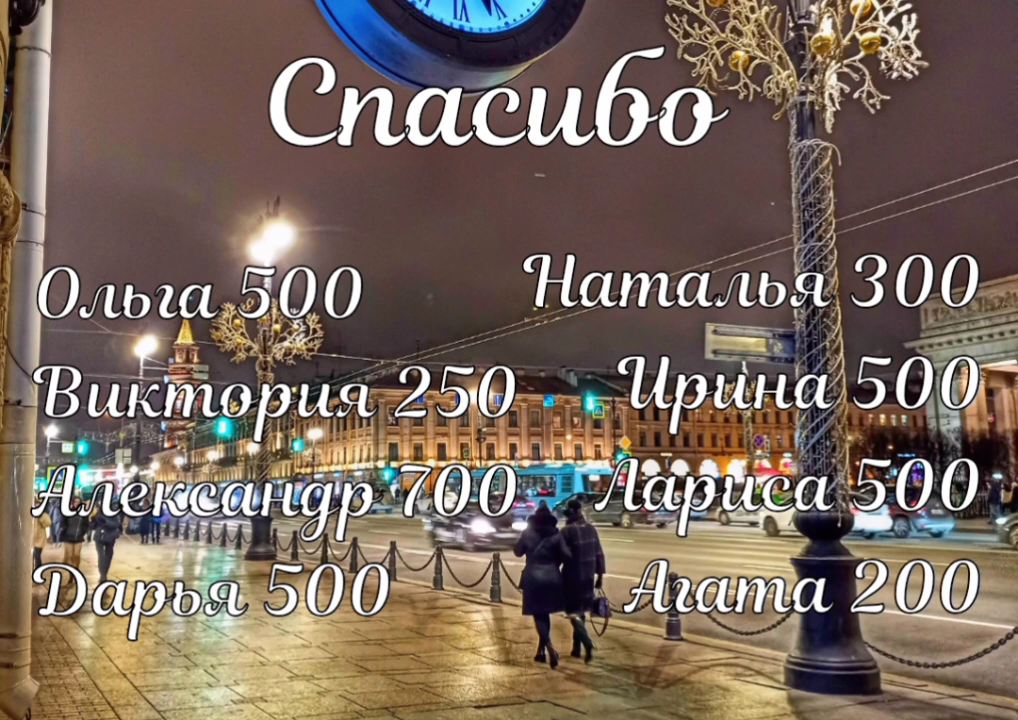 Спасибо
Ольга 500
Виктория 250
Александр 700
Дарья 500
Наталья 300
Ирина 500
Лариса 500
Агата 200